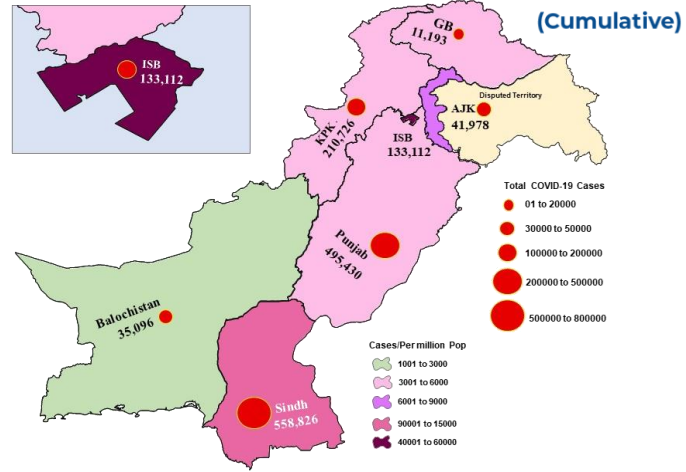 (Cumulative)
GB
11,193
ISB
133,112
Disputed Territory
AJK
41,978
KPK
210,726
ISB
133,112
Total COVID-19 Cases
01 to 20000
30000 to 50000
100000 to 200000
200000 to 500000
500000 to 800000
Punjab
495,430
Balochistan
35,096
Cases/Per million Pop
1001 to 3000
3001 to 6000
6001 to 9000
90001 to 15000
40001 to 60000
Sindh
558,826